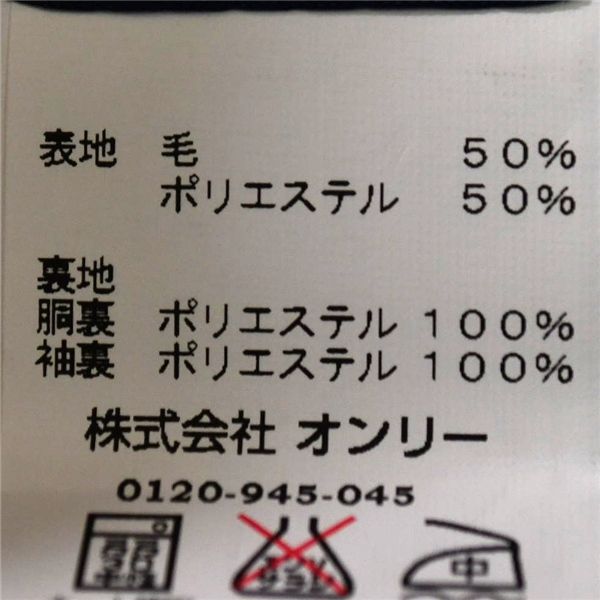 表地 毛 50%
ポリエステル 50%
裏地
胴裏 ポリエステル 100%
袖裏 ポリエステル 100%
株式会社 オンリー
0120-945-045
中